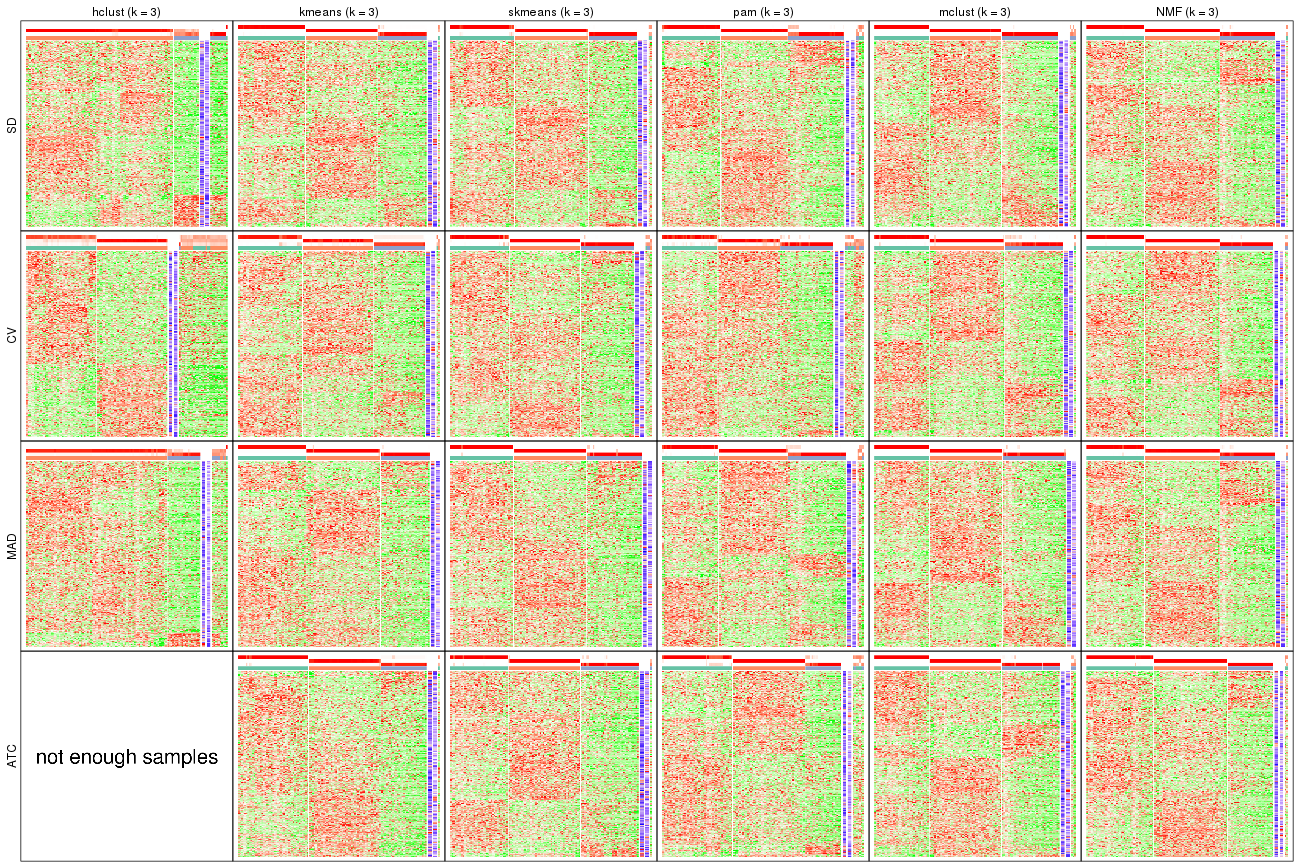 hclust (k = 3) kmeans (k = 3) skmeans (k = 3) pam (k = 3) mclust (k = 3) NMF (k = 3)
SD
CV
MAD
ATC
not enough samples